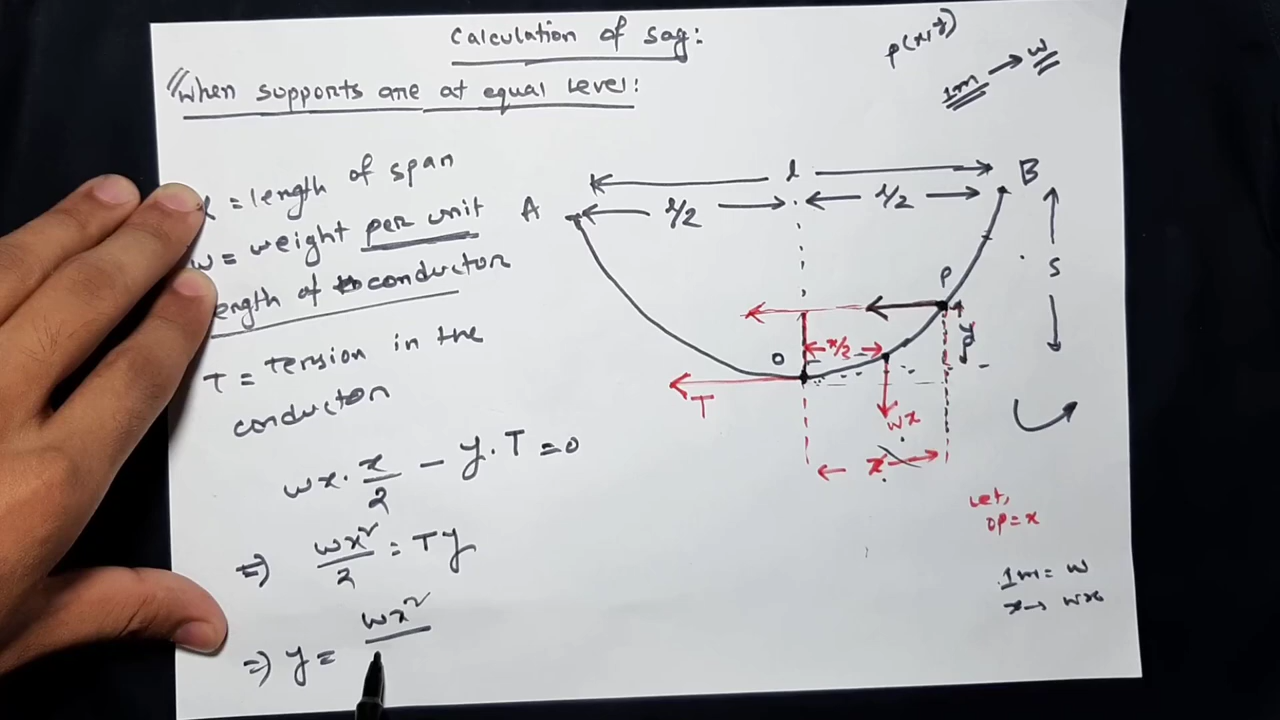 Calculation of sag:
When supports are at equal level:
P(x,y)
1m → w
l = length of span
w = weight per unit
length of conductor
T = Tension in the
conductor
wx. x/2 - y. T = 0
⇒ wx²/2 = Ty
⇒ y = wx²
A
l
B
l/2
l/2
S
P
y
x/2
O
T
wx
x
Let,
OP = x
1m = w
x → wx